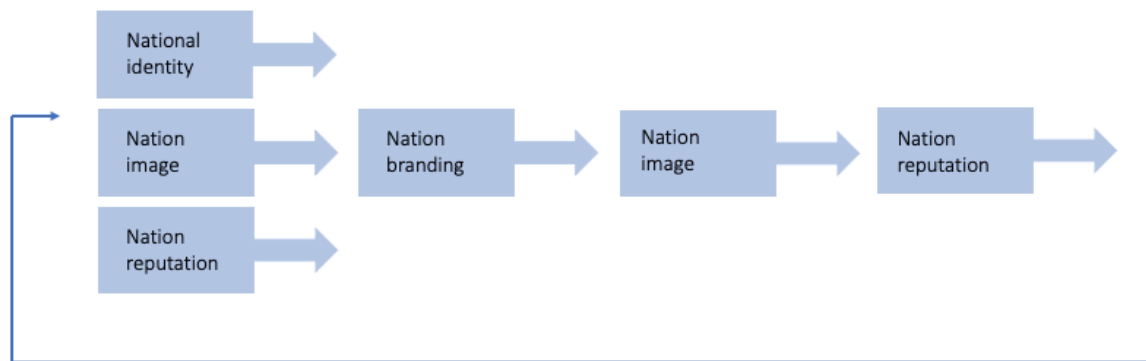 National
identity
Nation
image
Nation
reputation
Nation
branding
Nation
image
Nation
reputation